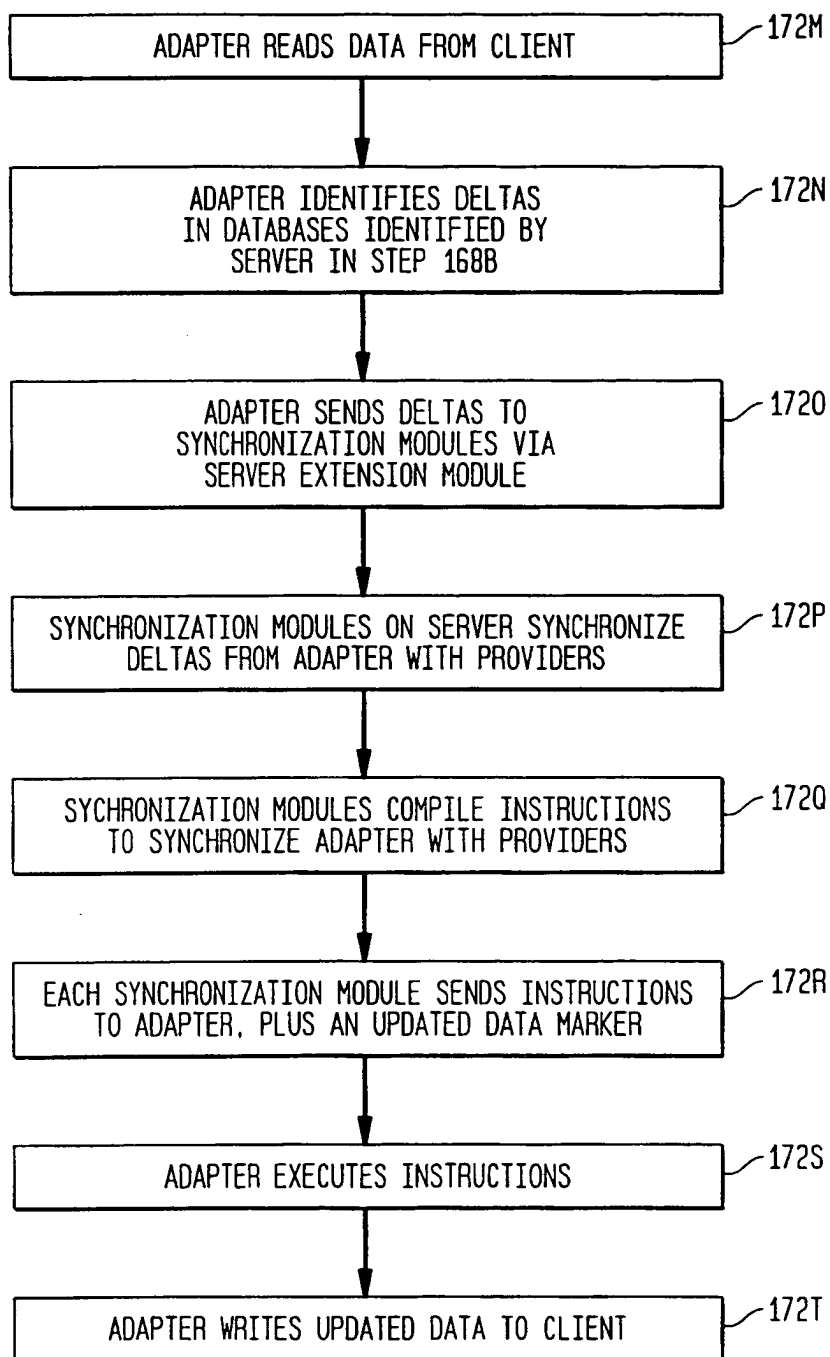 ADAPTER READS DATA FROM CLIENT
172M
ADAPTER IDENTIFIES DELTAS
IN DATABASES IDENTIFIED BY
SERVER IN STEP 168B
172N
ADAPTER SENDS DELTAS TO
SYNCHRONIZATION MODULES VIA
SERVER EXTENSION MODULE
172O
SYNCHRONIZATION MODULES ON SERVER SYNCHRONIZE
DELTAS FROM ADAPTER WITH PROVIDERS
172P
SYCHRONIZATION MODULES COMPILE INSTRUCTIONS
TO SYNCHRONIZE ADAPTER WITH PROVIDERS
172Q
EACH SYNCHRONIZATION MODULE SENDS INSTRUCTIONS
TO ADAPTER, PLUS AN UPDATED DATA MARKER
172R
ADAPTER EXECUTES INSTRUCTIONS
172S
ADAPTER WRITES UPDATED DATA TO CLIENT
172T